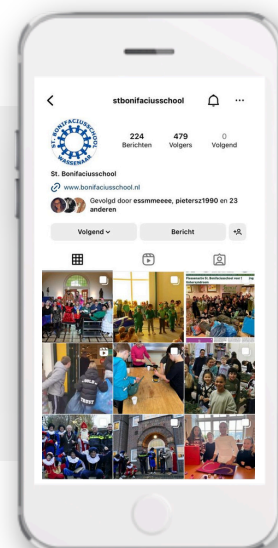 stbonifaciusschool
ST. BONIFACIUSSCHOOL
WASSENAAR
224 479 0
Berichten Volgers Volgend
St. Bonifaciusschool
www.bonifaciusschool.nl
Gevolgd door essmmeeee, pietersz1990 en 23
anderen
Volgend Bericht